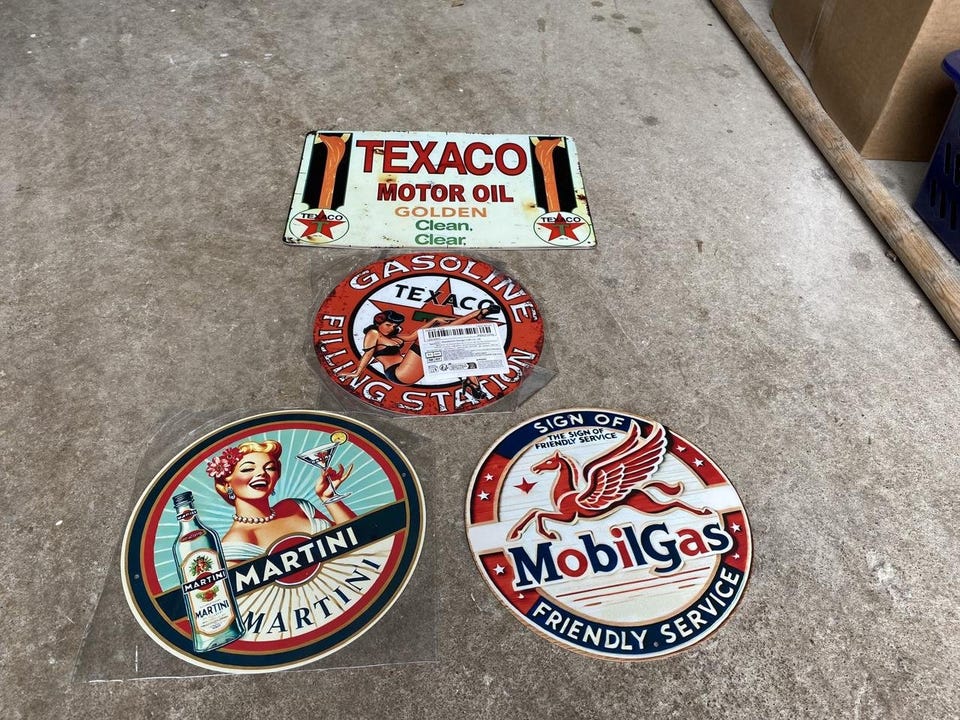 TEXACO
MOTOR OIL
GOLDEN
Clean.
Clear.
TEXACO
T
TEXACO
T
GASOLINE
TEXACO
FILLING STATION
MARTINI
MARTINI
MARTINI
MARTINI
SIGN OF
THE SIGN OF
FRIENDLY SERVICE
MobilGas
FRIENDLY SERVICE